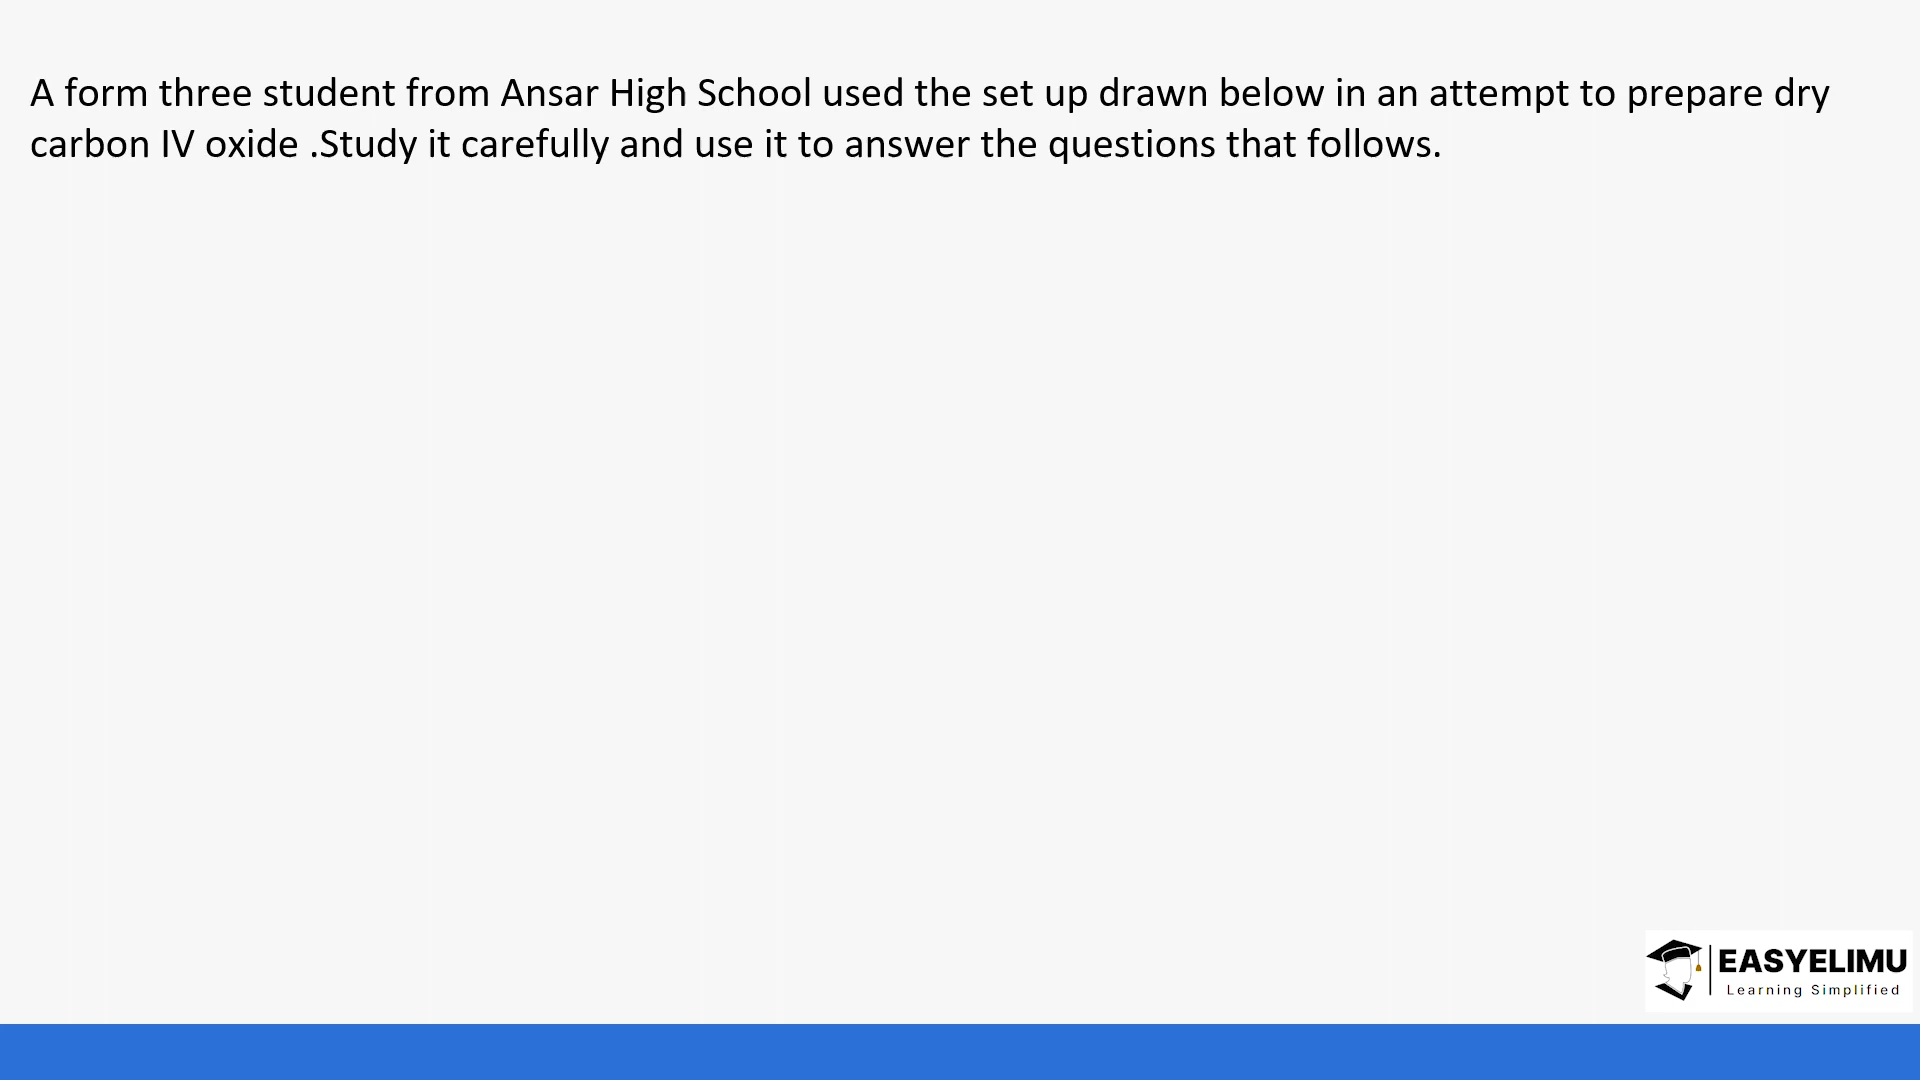 A form three student from Ansar High School used the set up drawn below in an attempt to prepare dry
carbon IV oxide .Study it carefully and use it to answer the questions that follows.
EASYELIMU
Learning Simplified